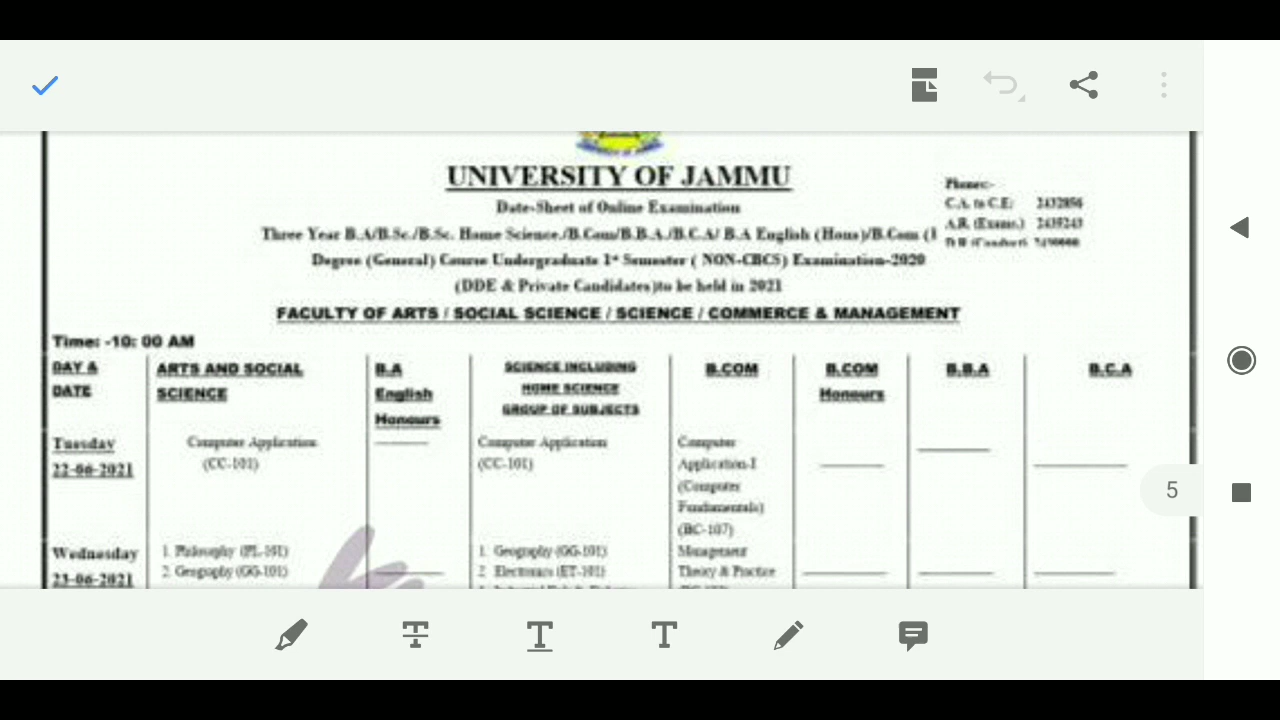 UNIVERSITY OF JAMMU
Date-Sheet of Online Examination
Three Year B.A/B.Sc./B.Sc. Home Science./B.Com/B.B.A./B.C.A/ B.A English (Hons)/B.Com (
Degree (General) Course Undergraduate 1st Semester ( NON-CBCS) Examination-2020
(DDE & Private Candidates)to be held in 2021
Phones:-
C.A. to C.E: 2432856
A.R. (Exams.) 2439243
FACULTY OF ARTS / SOCIAL SCIENCE / SCIENCE / COMMERCE & MANAGEMENT
Time: -10: 00 AM
DAY & DATE
ARTS AND SOCIAL SCIENCE
B.A English Honours
SCIENCE INCLUDING HOME SCIENCE GROUP OF SUBJECTS
B.COM
B.COM Honours
B.B.A
B.C.A
Tuesday
22-06-2021
Computer Application
(CC-101)
Computer Application
(CC-101)
Computer
Application-I
(Computer
Fundamentals)
(BC-107)
Wednesday
23-06-2021
1. Philosophy (PL-101)
2. Geography (GG-101)
1. Geography (GG-101)
2. Electronics (ET-101)
Management
Theory & Practice
5